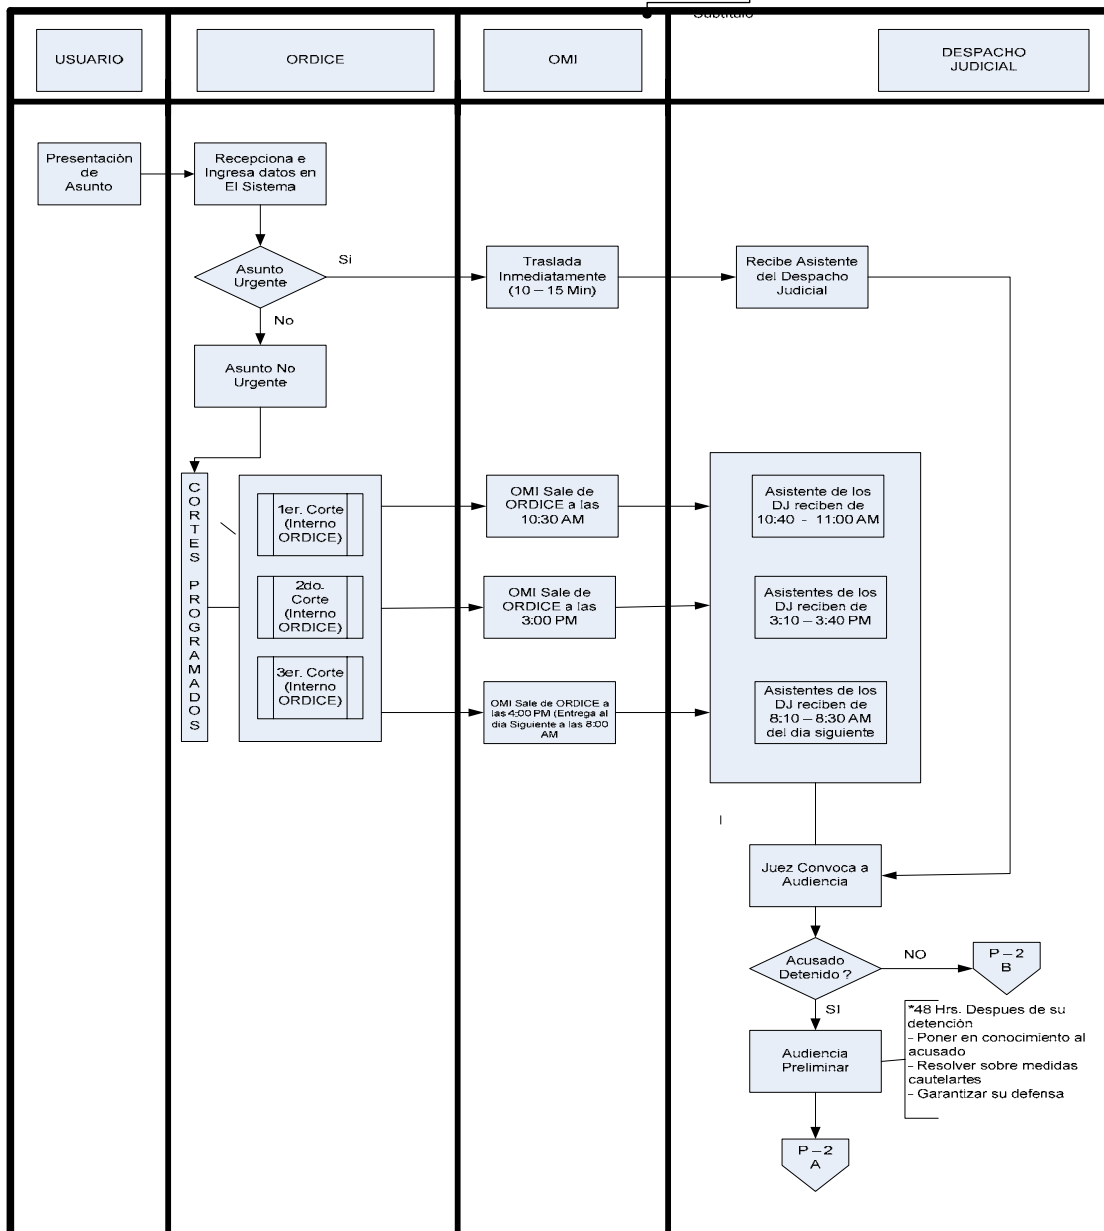 Subtitulo
USUARIO
ORDICE
OMI
DESPACHO
JUDICIAL
Presentación
de
Asunto
Recepciona e
Ingresa datos en
El Sistema
Asunto
Urgente
Si
Traslada
Inmediatamente
(10 – 15 Min)
Recibe Asistente
del Despacho
Judicial
No
Asunto No
Urgente
CORTES PROGRAMADOS
1er. Corte
(Interno
ORDICE)
OMI Sale de
ORDICE a las
10:30 AM
Asistente de los
DJ reciben de
10:40 - 11:00 AM
2do.
Corte
(Interno
ORDICE)
OMI Sale de
ORDICE a las
3:00 PM
Asistentes de los
DJ reciben de
3:10 – 3:40 PM
3er. Corte
(Interno
ORDICE)
OMI Sale de ORDICE a
las 4:00 PM (Entrega al
dia Siguiente a las 8:00
AM
Asistentes de los
DJ reciben de
8:10 – 8:30 AM
del dia siguiente
Juez Convoca a
Audiencia
Acusado
Detenido ?
NO
P – 2
B
SI
*48 Hrs. Despues de su
detención
- Poner en conocimiento al
acusado
- Resolver sobre medidas
cautelartes
- Garantizar su defensa
Audiencia
Preliminar
P – 2
A